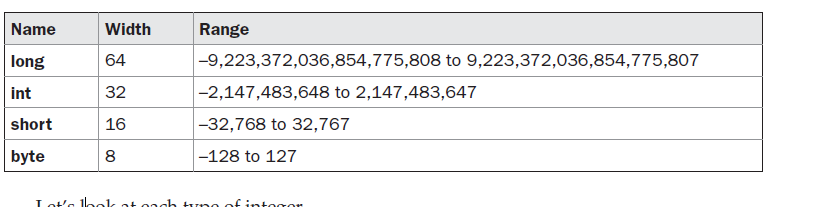 Name Width Range
long 64 –9,223,372,036,854,775,808 to 9,223,372,036,854,775,807
int 32 –2,147,483,648 to 2,147,483,647
short 16 –32,768 to 32,767
byte 8 –128 to 127
Let's look at each type of integer